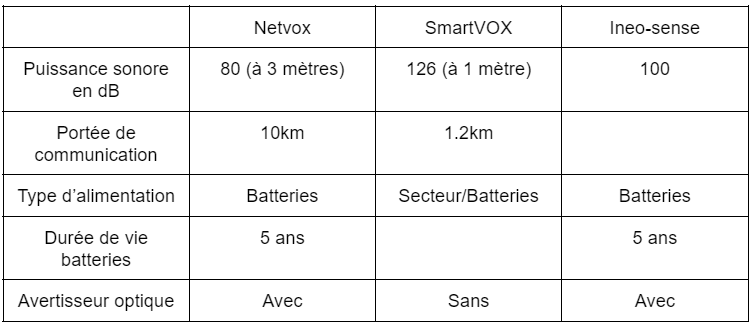 Netvox SmartVOX Ineo-sense
Puissance sonore
en dB
80 (à 3 mètres) 126 (à 1 mètre) 100
Portée de
communication
10km 1.2km
Type d’alimentation Batteries Secteur/Batteries Batteries
Durée de vie
batteries
5 ans 5 ans
Avertisseur optique Avec Sans Avec